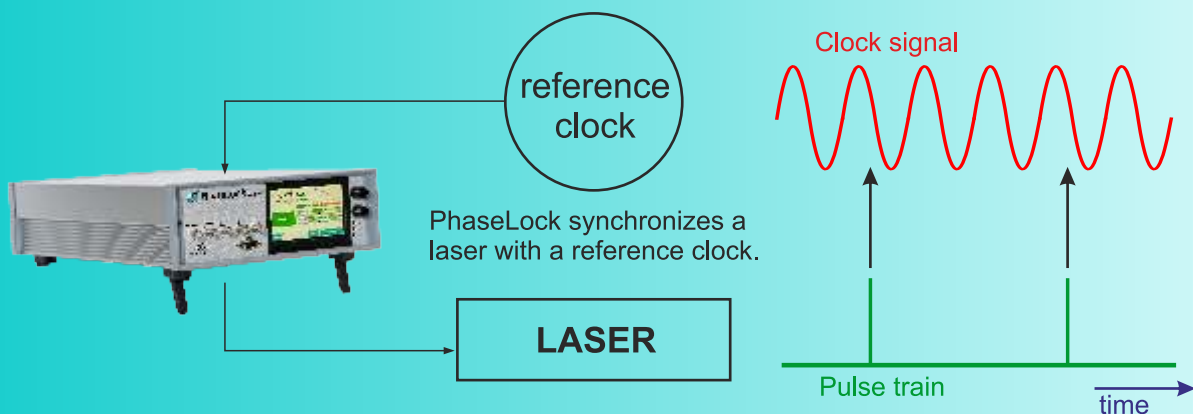 reference
clock
Clock signal
PhaseLock synchronizes a
laser with a reference clock.
LASER
Pulse train
time